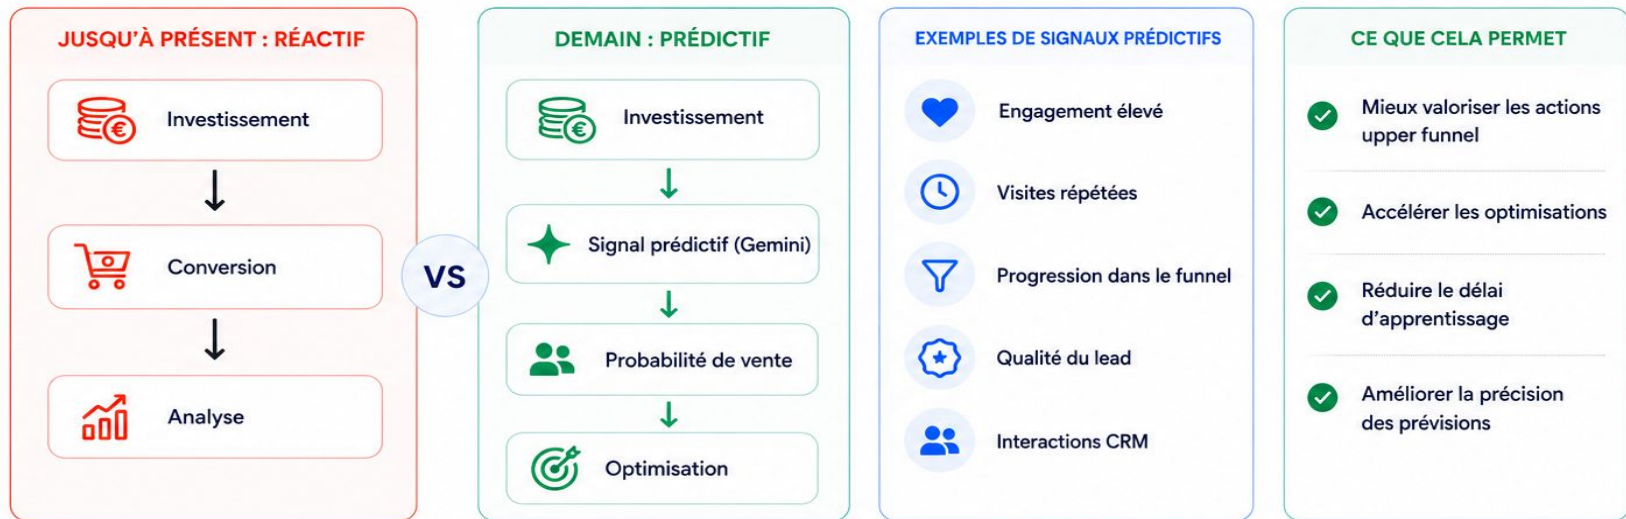 JUSQU'À PRÉSENT : RÉACTIF
Investissement
Conversion
Analyse
VS
DEMAIN : PRÉDICTIF
Investissement
Signal prédictif (Gemini)
Probabilité de vente
Optimisation
EXEMPLES DE SIGNAUX PRÉDICTIFS
Engagement élevé
Visites répétées
Progression dans le funnel
Qualité du lead
Interactions CRM
CE QUE CELA PERMET
Mieux valoriser les actions
upper funnel
Accélérer les optimisations
Réduire le délai
d'apprentissage
Améliorer la précision
des prévisions